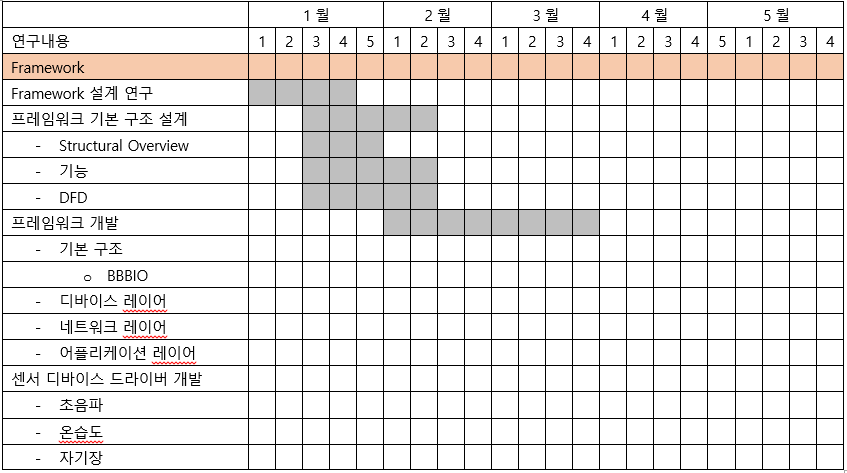 1 월 2 월 3 월 4 월 5 월
연구내용 1 2 3 4 5 1 2 3 4 1 2 3 4 1 2 3 4 5 1 2 3 4
Framework
Framework 설계 연구
프레임워크 기본 구조 설계
- Structural Overview
- 기능
- DFD
프레임워크 개발
- 기본 구조
o BBBIO
- 디바이스 레이어
- 네트워크 레이어
- 어플리케이션 레이어
센서 디바이스 드라이버 개발
- 초음파
- 온습도
- 자기장